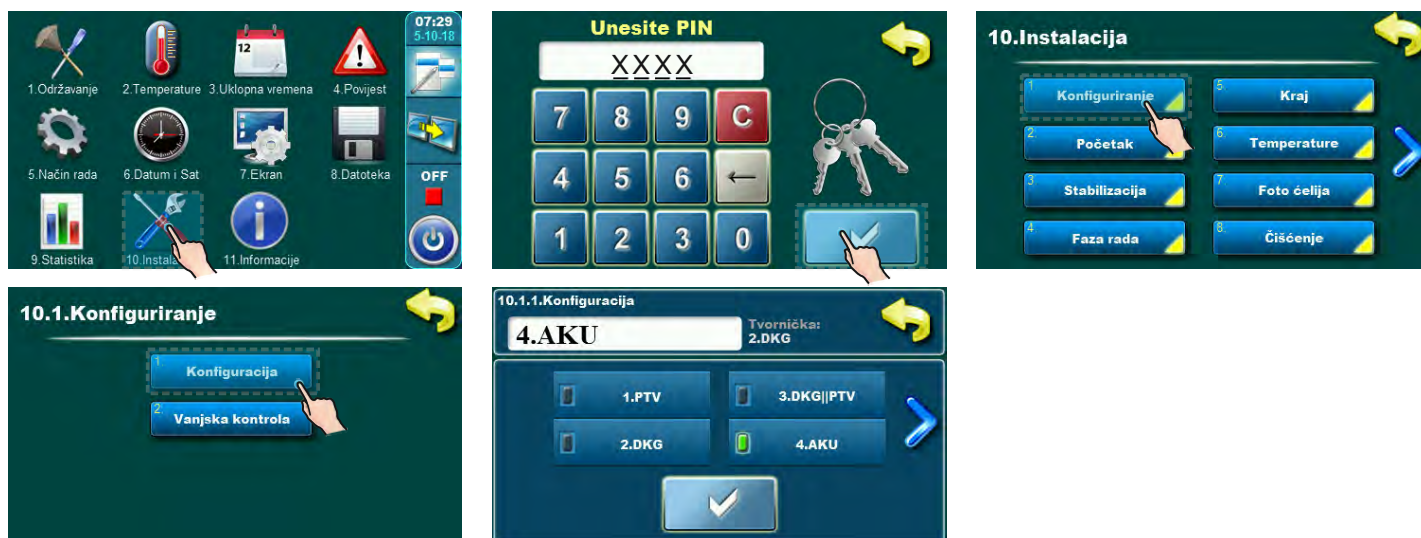 07:29
5-10-18
12
1.Održavanje
2.Temperature
3.Uklopna vremena
4.Povijest
5.Način rada
6.Datum i Sat
7.Ekran
8.Datoteka
OFF
9.Statistika
10.Instala
11.Informacije
Unesite PIN
XXXX
7 8 9 C
4 5 6 ←
1 2 3 0
10.Instalacija
1 Konfiguriranje
2. Početak
3 Stabilizacija
4 Faza rada
5. Kraj
6. Temperature
7 Foto ćelija
8. Čišćenje
10.1.Konfiguriranje
1 Konfiguracija
2. Vanjska kontrola
10.1.1.Konfiguracija
4.AKU
Tvornička:
2.DKG
1.PTV
3.DKG||PTV
2.DKG
4.AKU